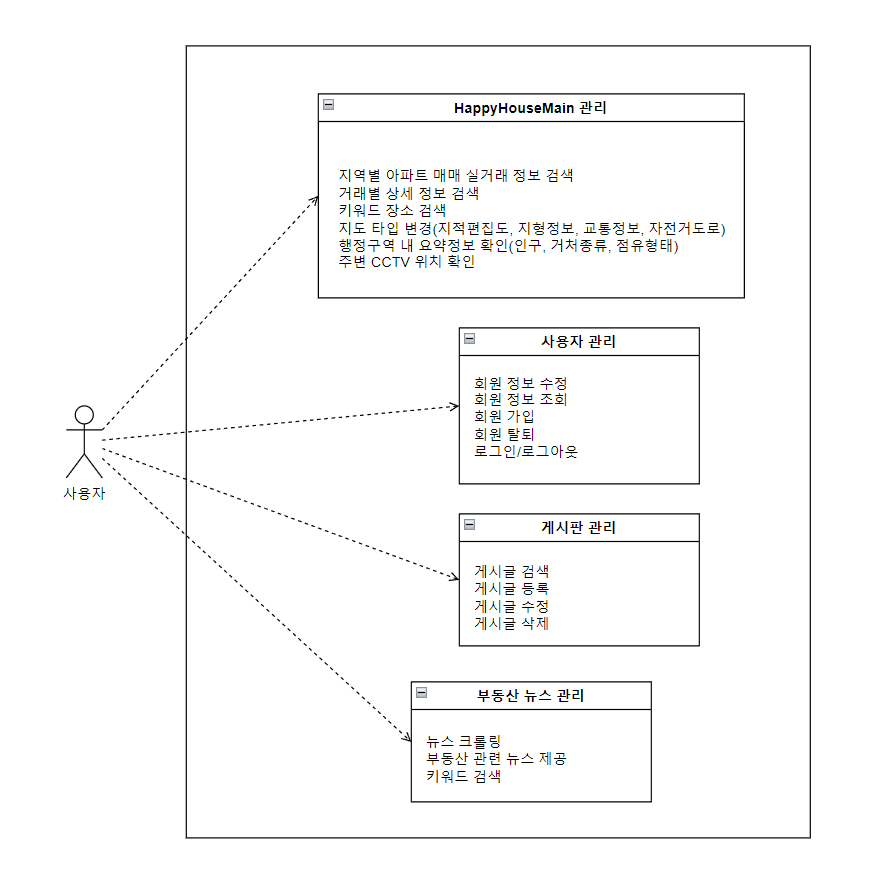 HappyHouseMain 관리
지역별 아파트 매매 실거래 정보 검색
거래별 상세 정보 검색
키워드 장소 검색
지도 타입 변경(지적편집도, 지형정보, 교통정보, 자전거도로)
행정구역 내 요약정보 확인(인구, 거처종류, 점유형태)
주변 CCTV 위치 확인
사용자 관리
회원 정보 수정
회원 정보 조회
회원 가입
회원 탈퇴
로그인/로그아웃
사용자
게시판 관리
게시글 검색
게시글 등록
게시글 수정
게시글 삭제
부동산 뉴스 관리
뉴스 크롤링
부동산 관련 뉴스 제공
키워드 검색